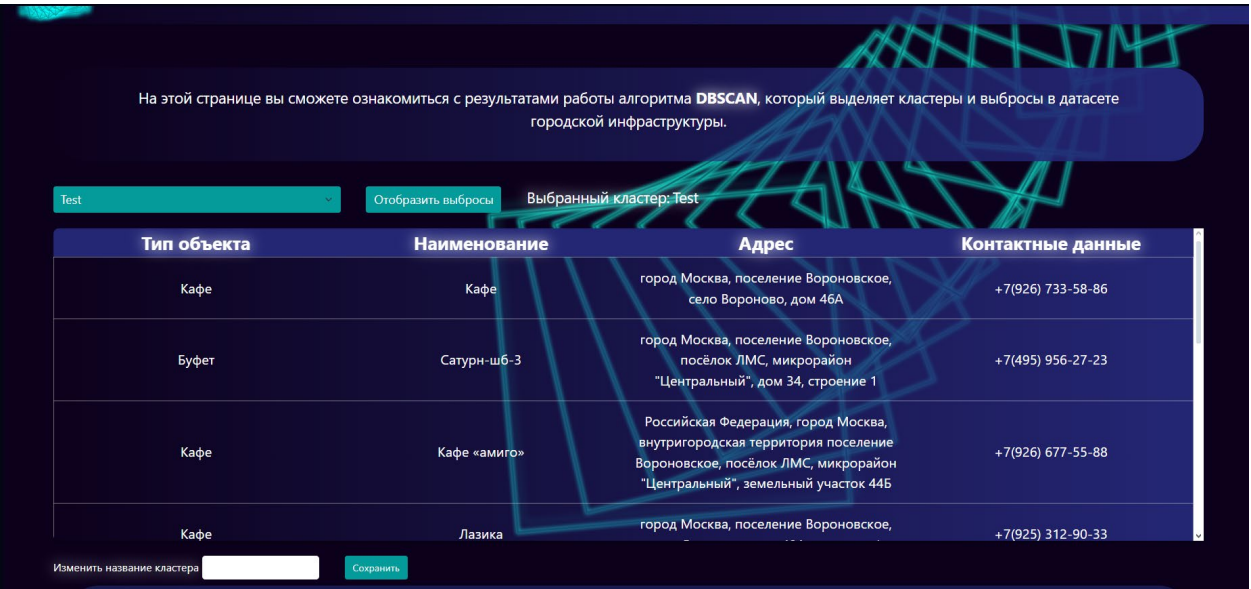 На этой странице вы сможете ознакомиться с результатами работы алгоритма DBSCAN, который выделяет кластеры и выбросы в датасете
городской инфраструктуры.
Test
Отобразить выбросы
Выбранный кластер: Test
Тип объекта
Наименование
Адрес
Контактные данные
Кафе
Кафе
город Москва, поселение Вороновское,
село Вороново, дом 46А
+7(926) 733-58-86
Буфет
Сатурн-шб-3
город Москва, поселение Вороновское,
посёлок ЛМС, микрорайон
"Центральный", дом 34, строение 1
+7(495) 956-27-23
Кафе
Кафе «амиго»
Российская Федерация, город Москва,
внутригородская территория поселение
Вороновское, посёлок ЛМС, микрорайон
"Центральный", земельный участок 44Б
+7(926) 677-55-88
Кафе
Лазика
город Москва, поселение Вороновское,
+7(925) 312-90-33
Изменить название кластера
Сохранить